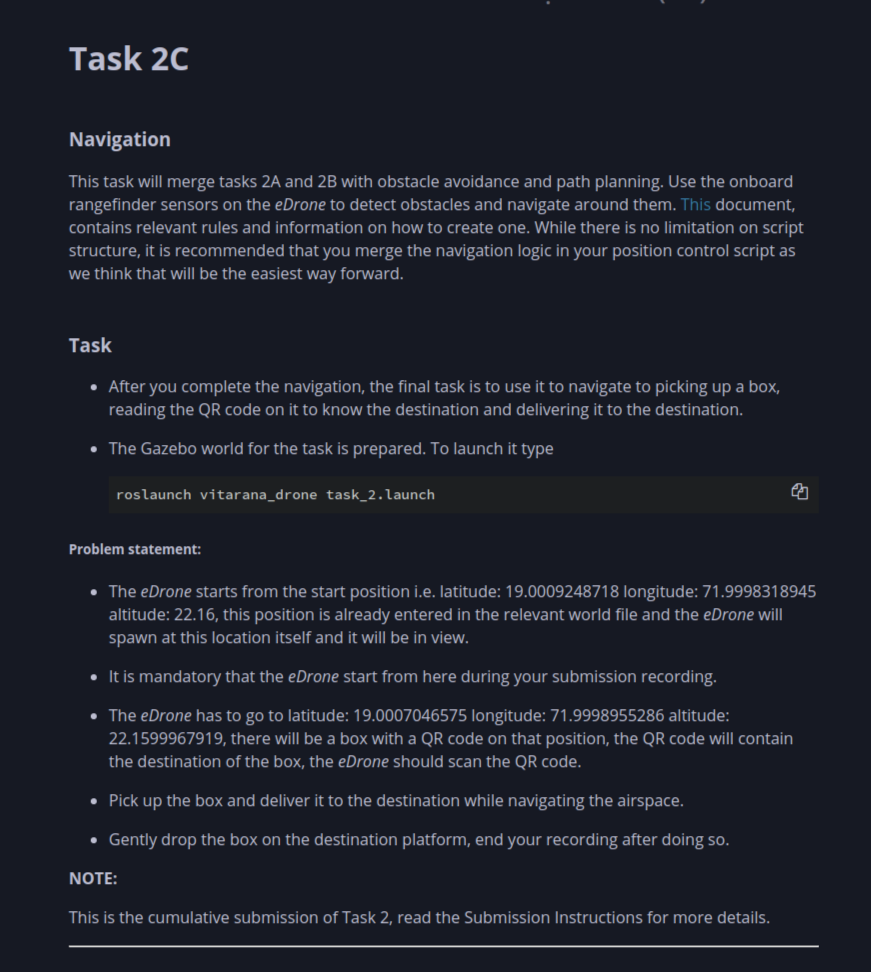 Task 2C
Navigation
This task will merge tasks 2A and 2B with obstacle avoidance and path planning. Use the onboard
rangefinder sensors on the eDrone to detect obstacles and navigate around them. This document,
contains relevant rules and information on how to create one. While there is no limitation on script
structure, it is recommended that you merge the navigation logic in your position control script as
we think that will be the easiest way forward.
Task
• After you complete the navigation, the final task is to use it to navigate to picking up a box,
reading the QR code on it to know the destination and delivering it to the destination.
• The Gazebo world for the task is prepared. To launch it type
roslaunch vitarana_drone task_2.launch
Problem statement:
• The eDrone starts from the start position i.e. latitude: 19.0009248718 longitude: 71.9998318945
altitude: 22.16, this position is already entered in the relevant world file and the eDrone will
spawn at this location itself and it will be in view.
• It is mandatory that the eDrone start from here during your submission recording.
• The eDrone has to go to latitude: 19.0007046575 longitude: 71.9998955286 altitude:
22.1599967919, there will be a box with a QR code on that position, the QR code will contain
the destination of the box, the eDrone should scan the QR code.
• Pick up the box and deliver it to the destination while navigating the airspace.
• Gently drop the box on the destination platform, end your recording after doing so.
NOTE:
This is the cumulative submission of Task 2, read the Submission Instructions for more details.